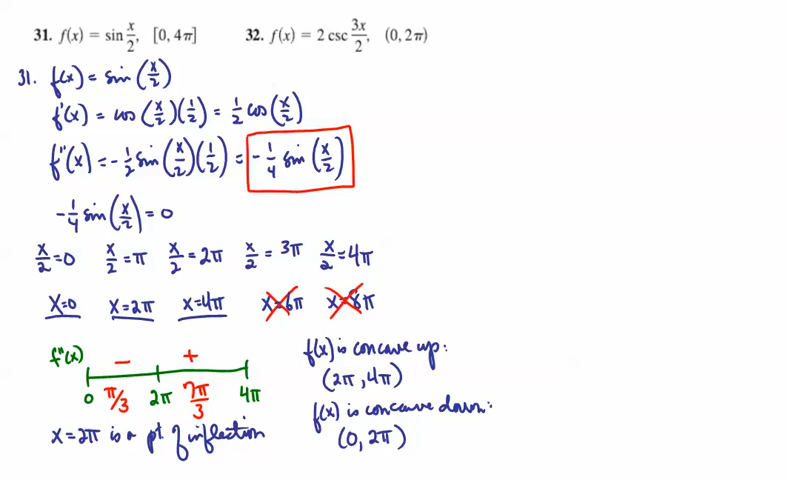 31. f(x) = sin x/2, [0, 4π] 32. f(x) = 2 csc 3x/2, (0, 2π)
31. f(x) = sin (x/2)
f'(x) = cos (x/2)(1/2) = 1/2 cos (x/2)
f''(x) = -1/2 sin (x/2)(1/2) = -1/4 sin (x/2)
-1/4 sin (x/2) = 0
x/2 = 0 x/2 = π x/2 = 2π x/2 = 3π x/2 = 4π
x=0 x=2π x=4π x=6π x=8π
f''(x) − +
0 π/3 2π 7π/3 4π
x=2π is a pt of inflection
f(x) is concave up:
(2π, 4π)
f(x) is concave down:
(0, 2π)